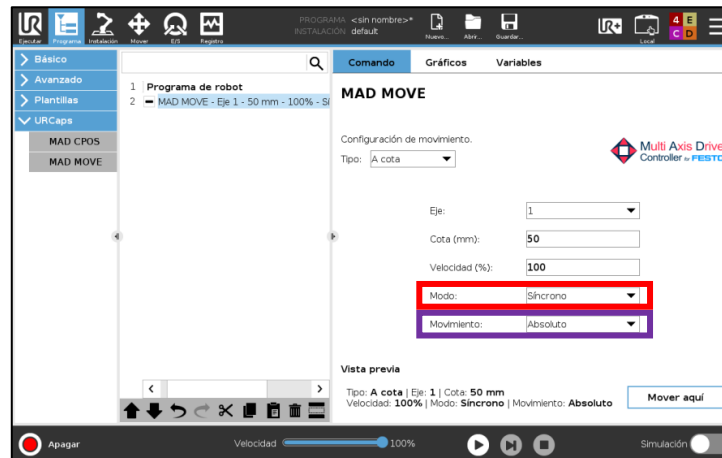 PROGRAMA <sin nombre>*
INSTALACIÓN default
Ejecutar Programa Instalación Mover E/S Registro Nuevo... Abrir... Guardar... Local
UR UR+ 4 E C D
Básico
Avanzado
Plantillas
URCaps
MAD CPOS
MAD MOVE
1 Programa de robot
2 MAD MOVE - Eje 1 - 50 mm - 100% - Sí
Comando Gráficos Variables
MAD MOVE
Configuración de movimiento.
Tipo: A cota
Multi Axis Drive
Controller by FESTO
Eje: 1
Cota (mm): 50
Velocidad (%): 100
Modo: Síncrono
Movimiento: Absoluto
Vista previa
Tipo: A cota | Eje: 1 | Cota: 50 mm
Velocidad: 100% | Modo: Síncrono | Movimiento: Absoluto
Mover aquí
Apagar Velocidad 100% Simulación